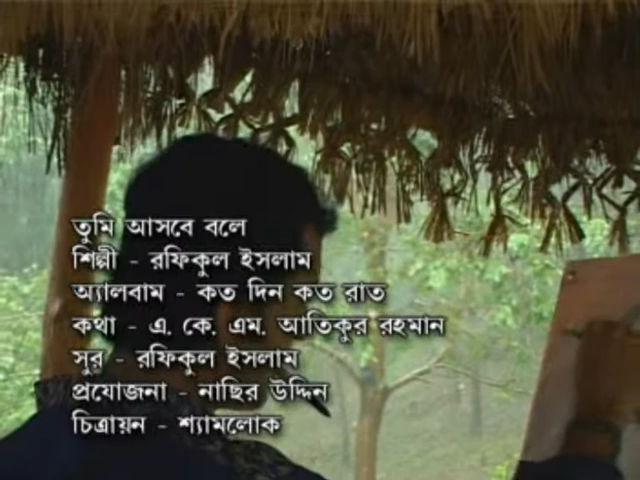 তুমি আসবে বলে
শিল্পী - রফিকুল ইসলাম
অ্যালবাম - কত দিন কত রাত
কথা - এ. কে. এম. আতিকুর রহমান
সুর - রফিকুল ইসলাম
প্রযোজনা - নাছির উদ্দিন
চিত্রায়ন - শ্যামলোক